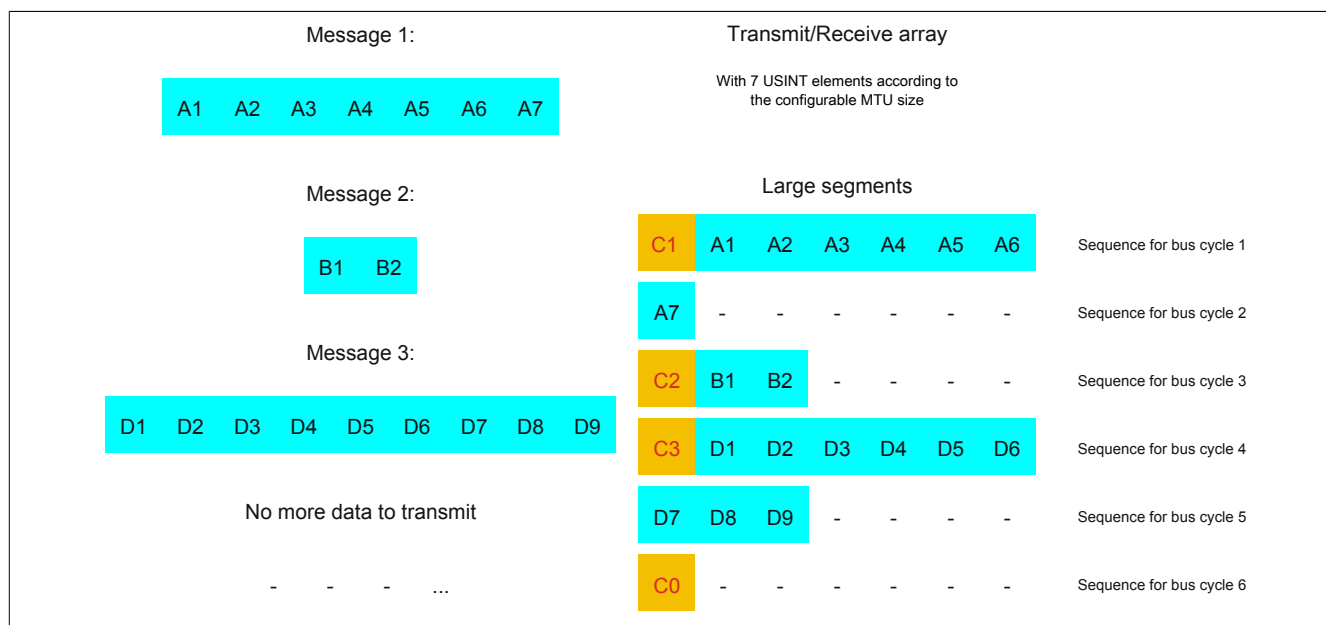 Message 1:
A1 A2 A3 A4 A5 A6 A7
Message 2:
B1 B2
Message 3:
D1 D2 D3 D4 D5 D6 D7 D8 D9
No more data to transmit
- - - ...
Transmit/Receive array
With 7 USINT elements according to
the configurable MTU size
Large segments
C1 A1 A2 A3 A4 A5 A6 Sequence for bus cycle 1
A7 - - - - - - Sequence for bus cycle 2
C2 B1 B2 - - - - Sequence for bus cycle 3
C3 D1 D2 D3 D4 D5 D6 Sequence for bus cycle 4
D7 D8 D9 - - - - Sequence for bus cycle 5
C0 - - - - - - Sequence for bus cycle 6